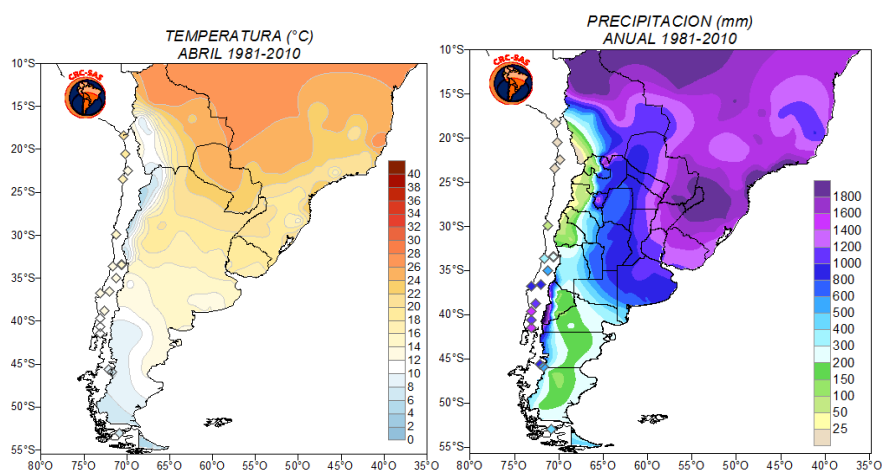 TEMPERATURA (°C)
ABRIL 1981-2010
CRC-SAS
10°S
15°S
20°S
25°S
30°S
35°S
40°S
45°S
50°S
55°S
80°O
75°O
70°O
65°O
60°O
55°O
50°O
45°O
40°O
35°O
40
38
36
34
32
30
28
26
24
22
20
18
16
14
12
10
8
6
4
2
0
PRECIPITACION (mm)
ANUAL 1981-2010
CRC-SAS
10°S
15°S
20°S
25°S
30°S
35°S
40°S
45°S
50°S
55°S
80°O
75°O
70°O
65°O
60°O
55°O
50°O
45°O
40°O
35°O
1800
1600
1400
1200
1000
800
600
500
400
300
200
150
100
50
25